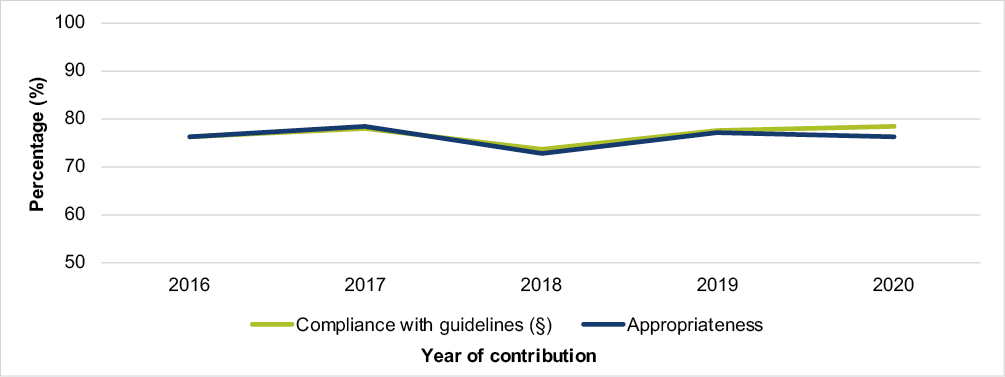 100
90
80
70
60
50
Percentage (%)
2016 2017 2018 2019 2020
Compliance with guidelines (§) Appropriateness
Year of contribution